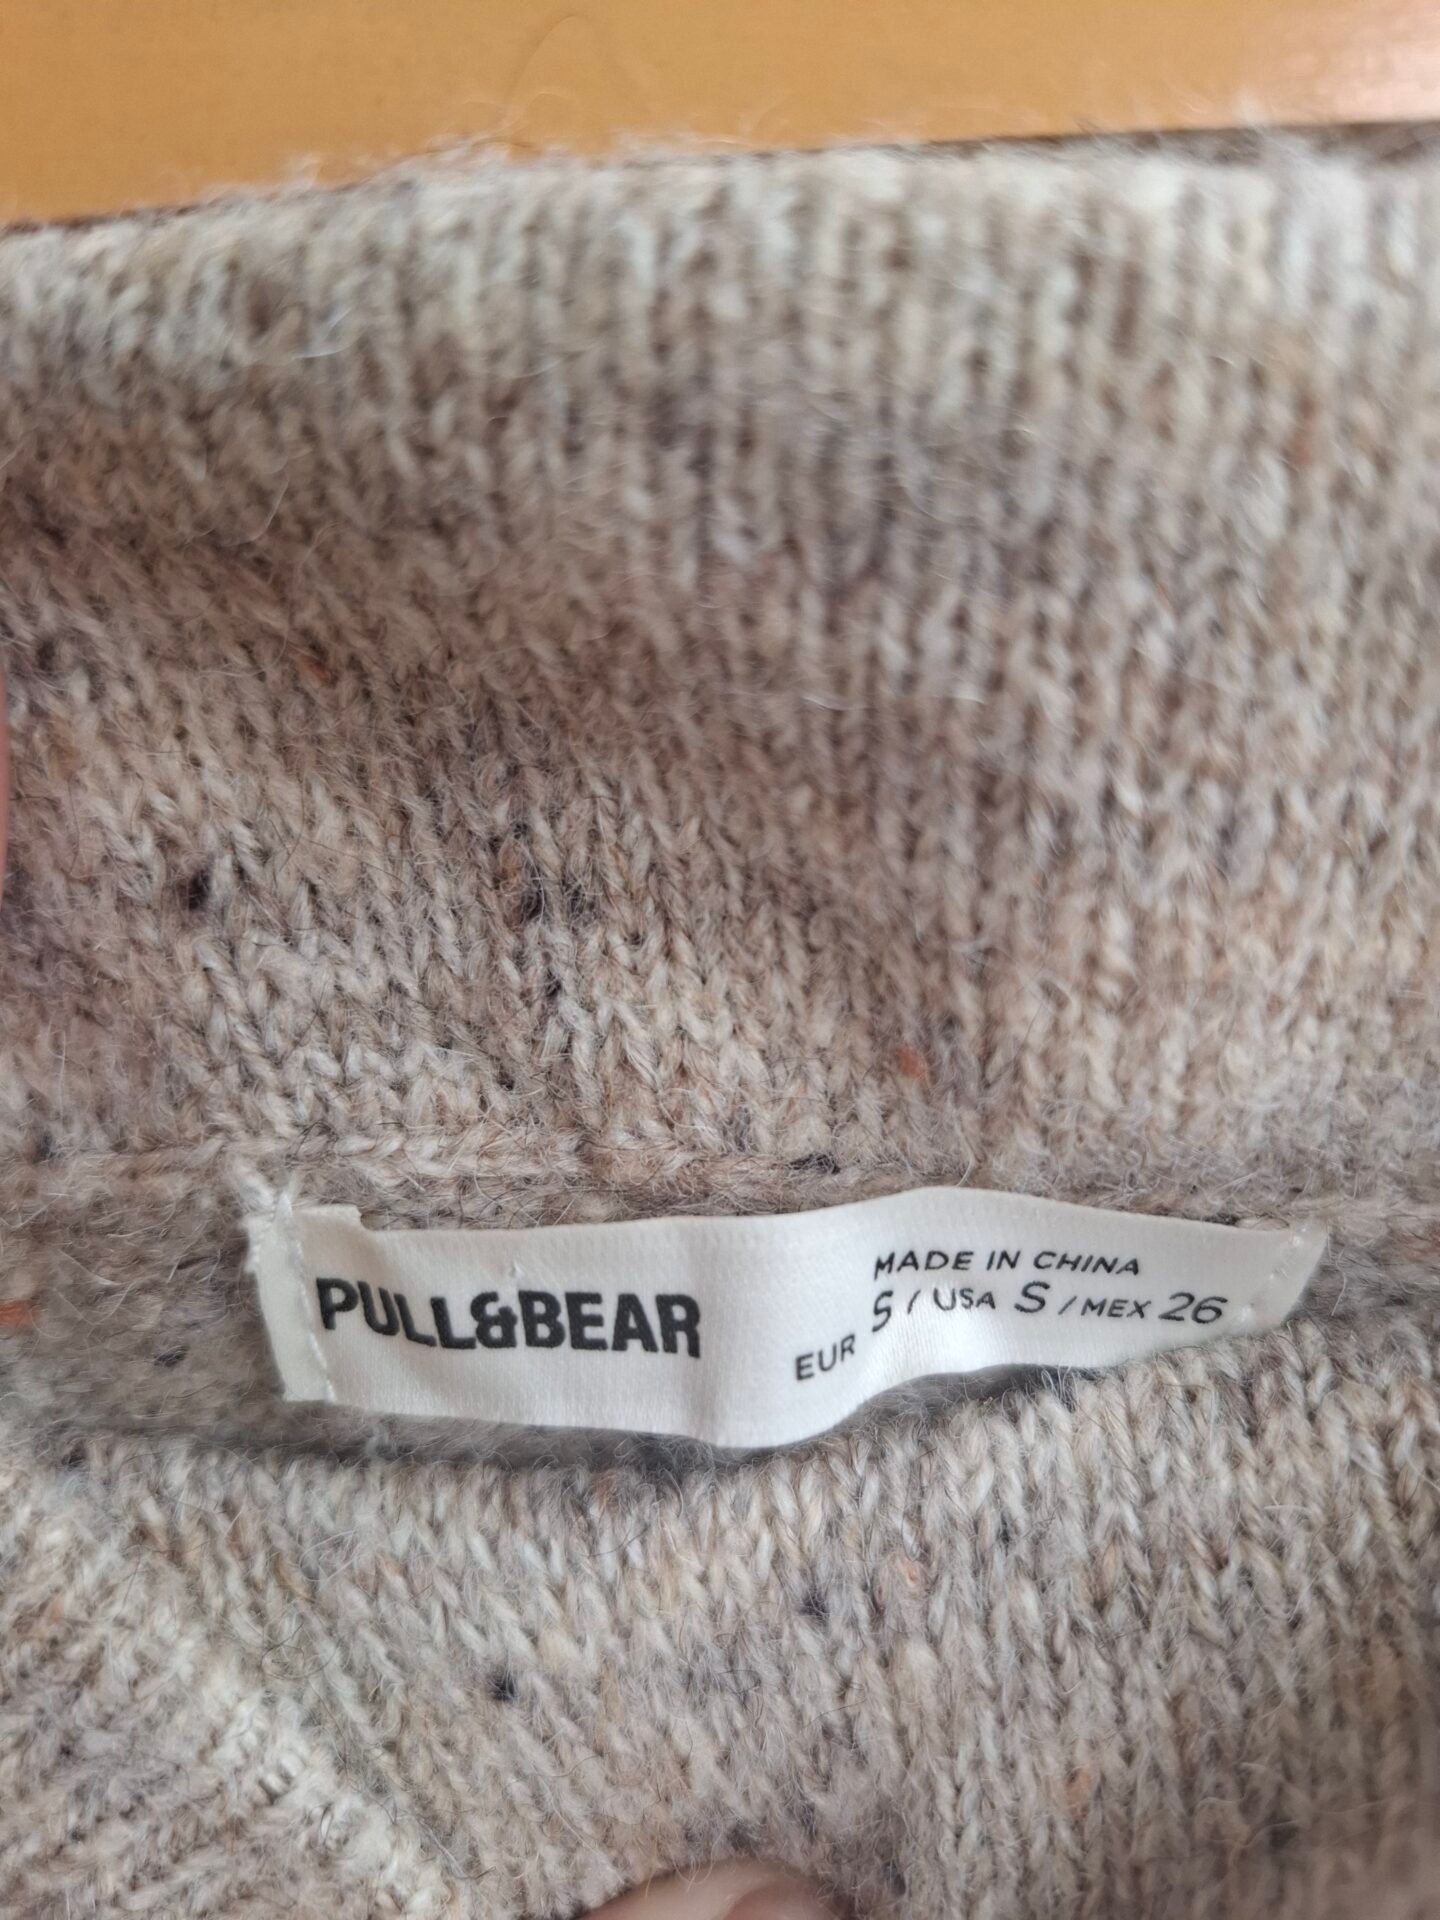 PULL&BEAR
MADE IN CHINA
EUR S / USA S / MEX 26